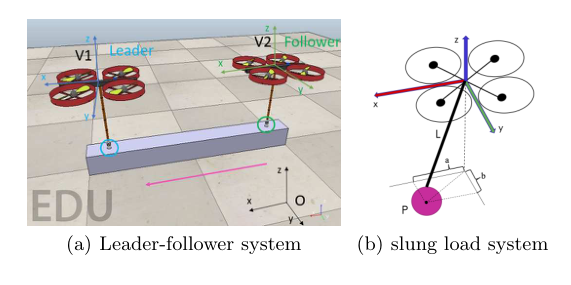 V1
Leader
V2
Follower
z
z
x
x
y
y
EDU
z
O
x
y
(a) Leader-follower system
z
x
y
L
a
b
P
(b) slung load system